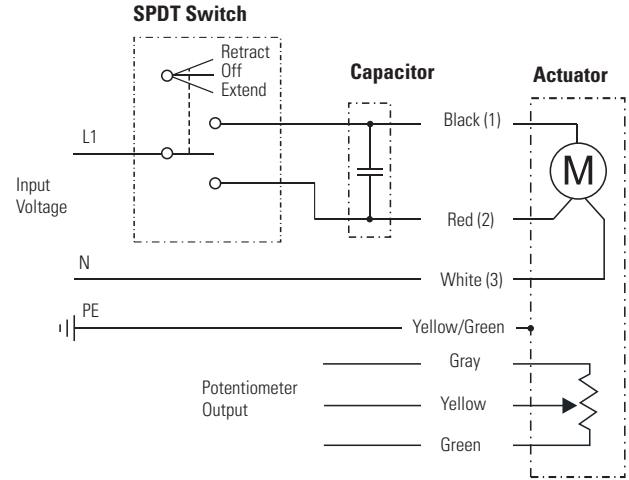 SPDT Switch
Retract
Off
Extend
Capacitor
Actuator
Black (1)
L1
M
Input
Voltage
Red (2)
N
White (3)
PE
Yellow/Green
Gray
Potentiometer
Output
Yellow
Green